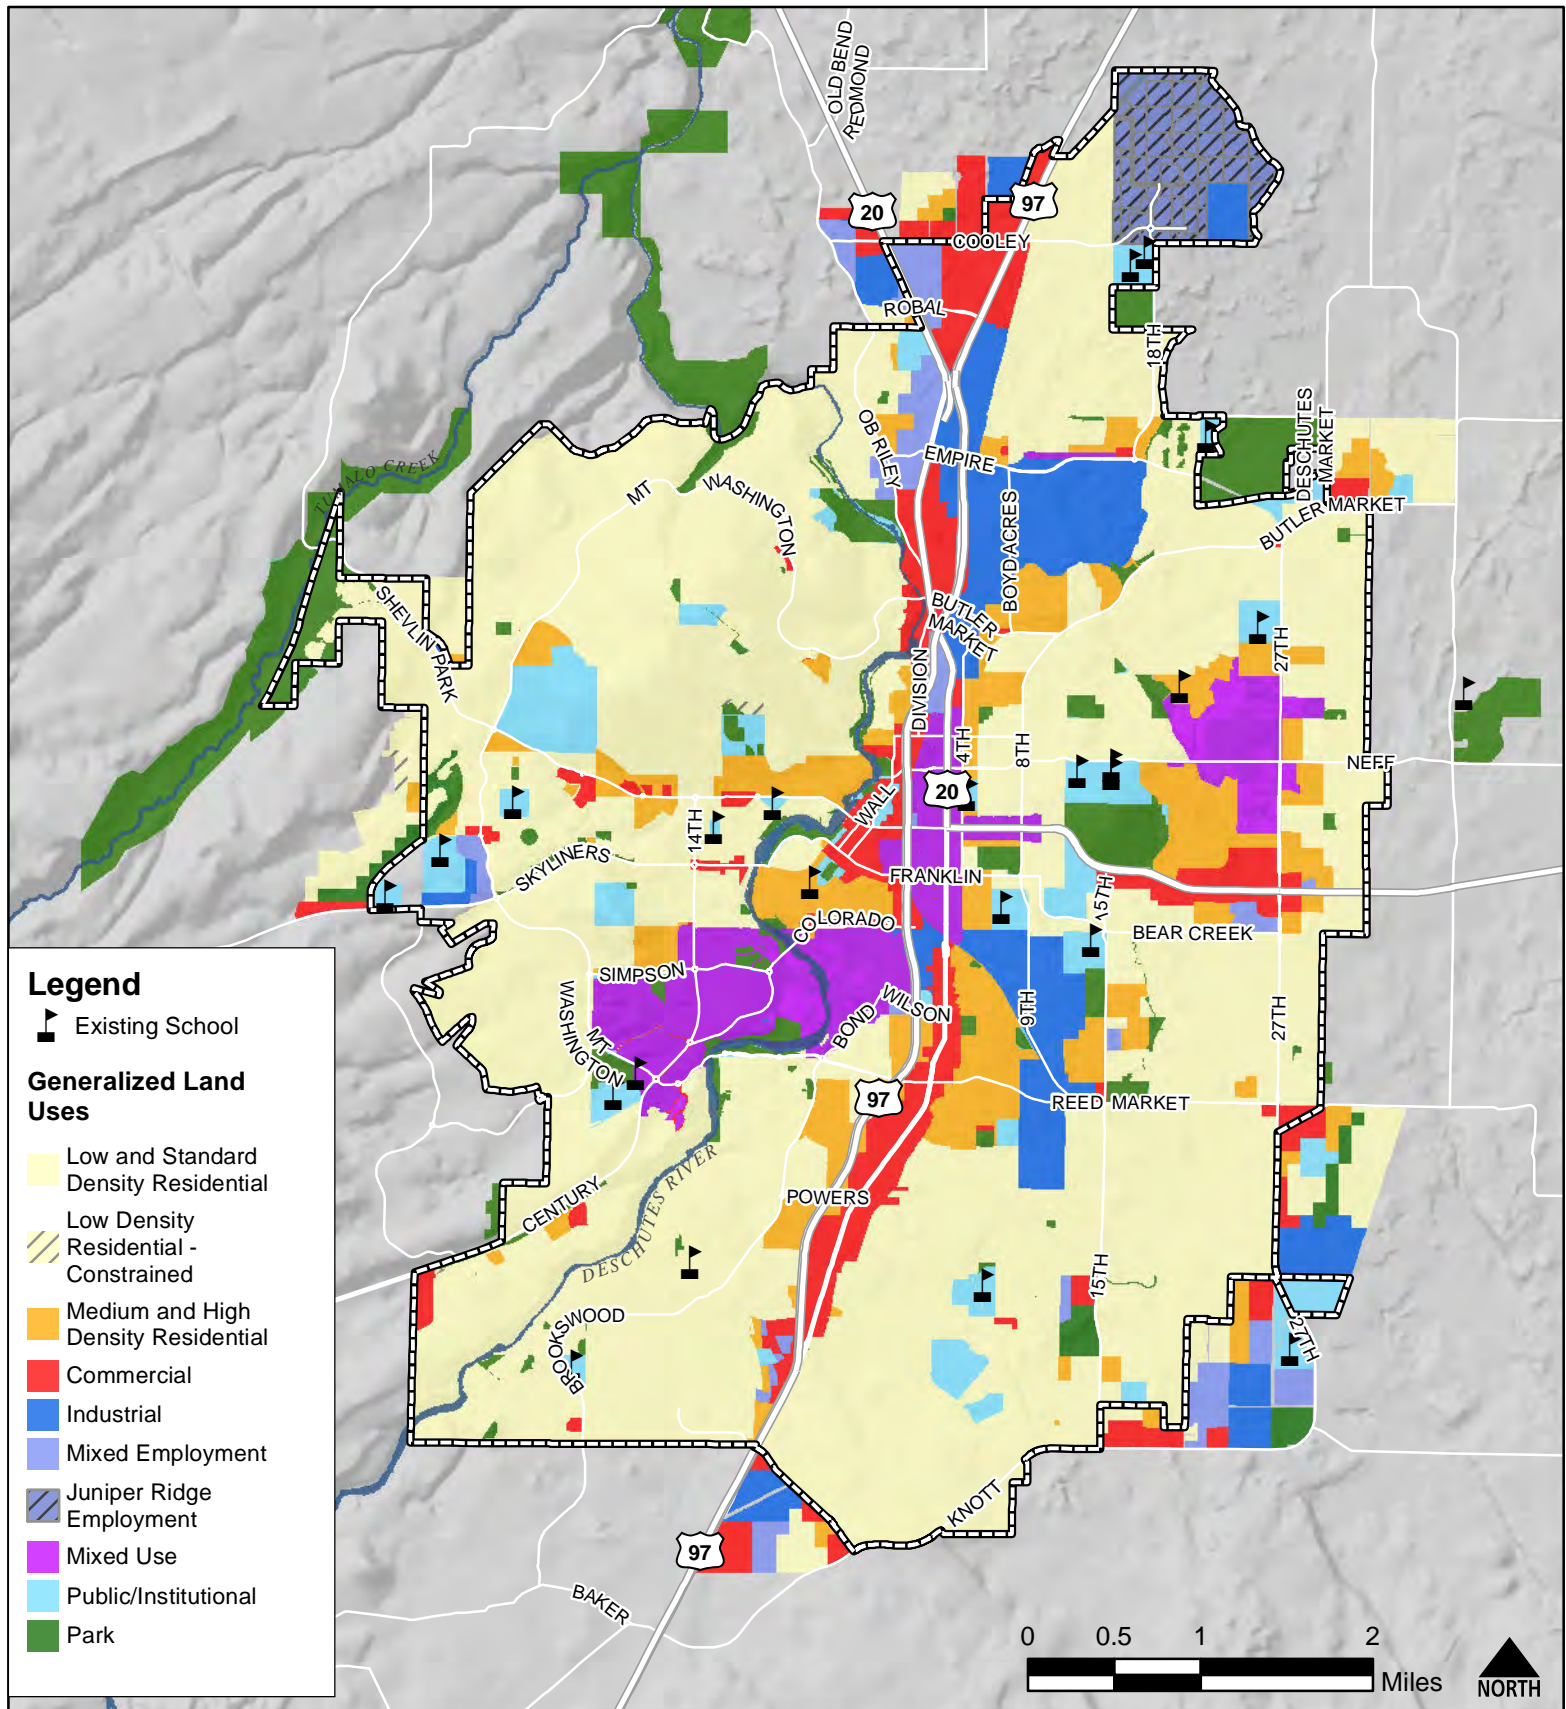 OLD BEND
REDMOND
20
97
COOLEY
ROBAL
18TH
DESCHUTES
MARKET
OB RILEY
EMPIRE
TUMALO CREEK
MT
WASHINGTON
BOYD ACRES
BUTLER MARKET
SHEVLIN PARK
BUTLER
MARKET
27TH
DIVISION
4TH
8TH
NEFF
20
WALL
14TH
SKYLINERS
FRANKLIN
15TH
COLORADO
BEAR CREEK
SIMPSON
WASHINGTON
MT
BOND
WILSON
9TH
27TH
97
REED MARKET
POWERS
CENTURY
DESCHUTES RIVER
15TH
BROOKSWOOD
27TH
KNOTT
97
BAKER
Legend
Existing School
Generalized Land
Uses
Low and Standard
Density Residential
Low Density
Residential -
Constrained
Medium and High
Density Residential
Commercial
Industrial
Mixed Employment
Juniper Ridge
Employment
Mixed Use
Public/Institutional
Park
0 0.5 1 2
Miles
NORTH